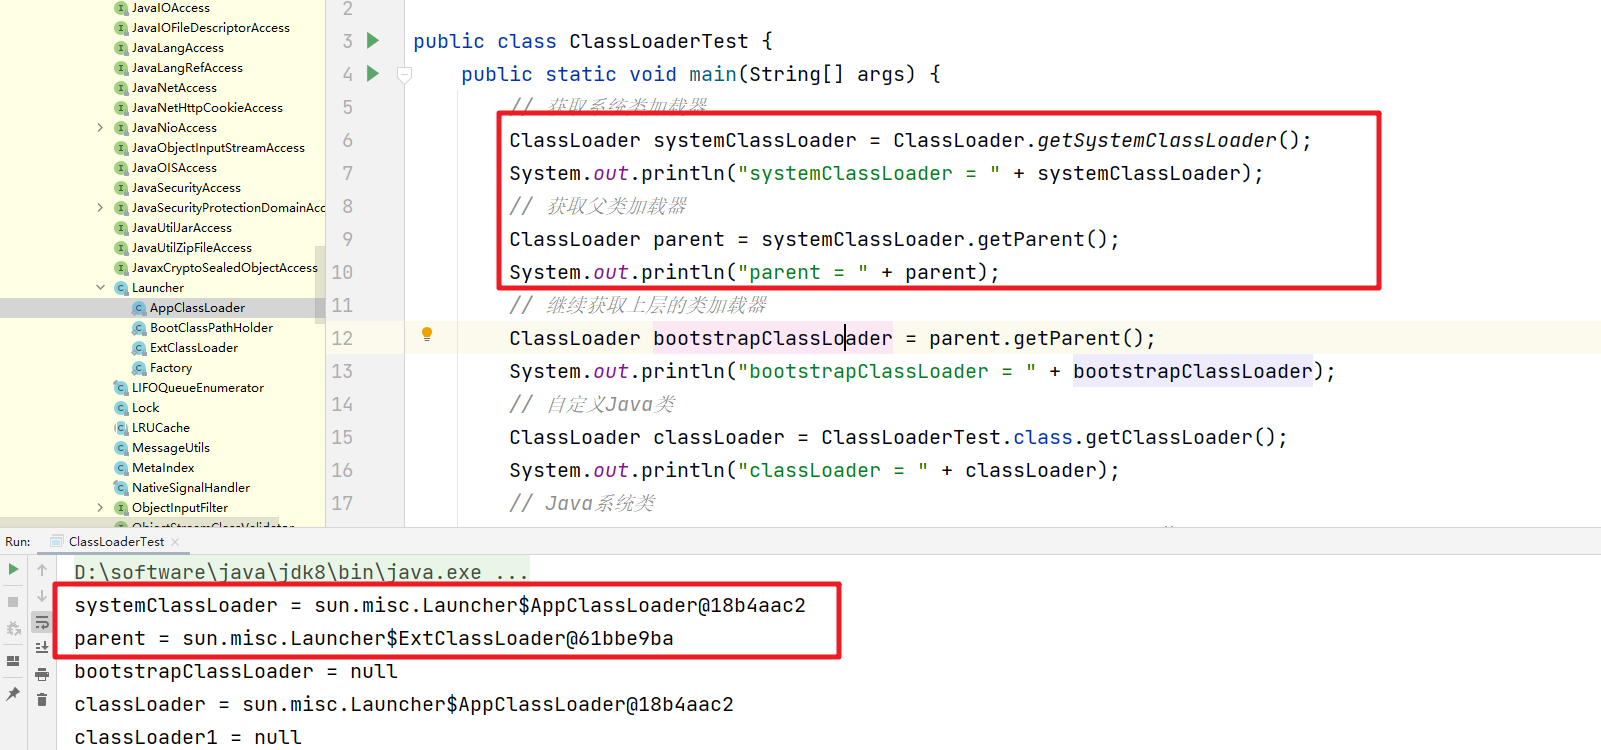 JavaIOAccess
JavaIOFileDescriptorAccess
JavaLangAccess
JavaLangRefAccess
JavaNetAccess
JavaNetHttpCookieAccess
JavaNioAccess
JavaObjectInputStreamAccess
JavaOISAccess
JavaSecurityAccess
JavaSecurityProtectionDomainAcc
JavaUtilJarAccess
JavaUtilZipFileAccess
JavaxCryptoSealedObjectAccess
Launcher
AppClassLoader
BootClassPathHolder
ExtClassLoader
Factory
LIFOQueueEnumerator
Lock
LRUCache
MessageUtils
MetaIndex
NativeSignalHandler
ObjectInputFilter
ObjectStreamClassValidator
2
3 public class ClassLoaderTest {
4 public static void main(String[] args) {
5 // 获取系统类加载器
6 ClassLoader systemClassLoader = ClassLoader.getSystemClassLoader();
7 System.out.println("systemClassLoader = " + systemClassLoader);
8 // 获取父类加载器
9 ClassLoader parent = systemClassLoader.getParent();
10 System.out.println("parent = " + parent);
11 // 继续获取上层的类加载器
12 ClassLoader bootstrapClassLoader = parent.getParent();
13 System.out.println("bootstrapClassLoader = " + bootstrapClassLoader);
14 // 自定义Java类
15 ClassLoader classLoader = ClassLoaderTest.class.getClassLoader();
16 System.out.println("classLoader = " + classLoader);
17 // Java系统类
Run: ClassLoaderTest
D:\software\java\jdk8\bin\java.exe ...
systemClassLoader = sun.misc.Launcher$AppClassLoader@18b4aac2
parent = sun.misc.Launcher$ExtClassLoader@61bbe9ba
bootstrapClassLoader = null
classLoader = sun.misc.Launcher$AppClassLoader@18b4aac2
classLoader1 = null